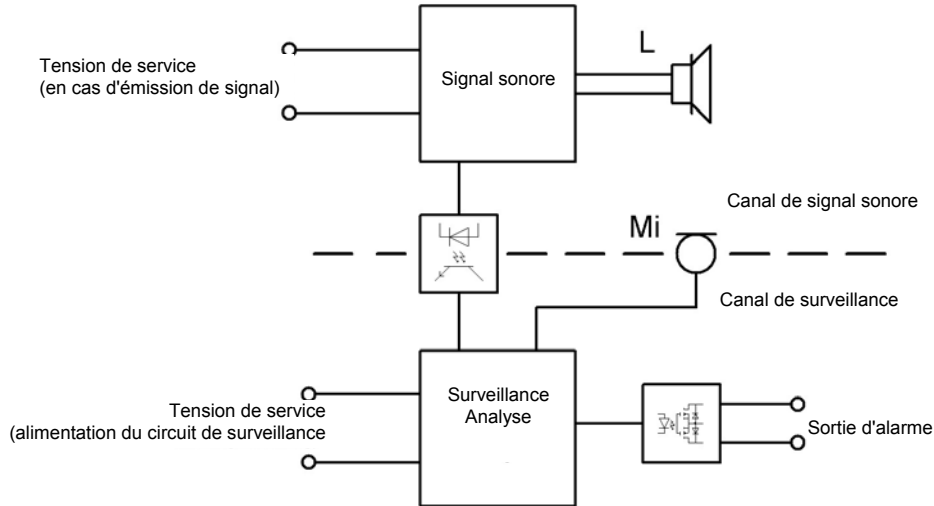 Tension de service
(en cas d'émission de signal)
Signal sonore
L
Canal de signal sonore
Mi
Canal de surveillance
Tension de service
(alimentation du circuit de surveillance
Surveillance
Analyse
Sortie d'alarme